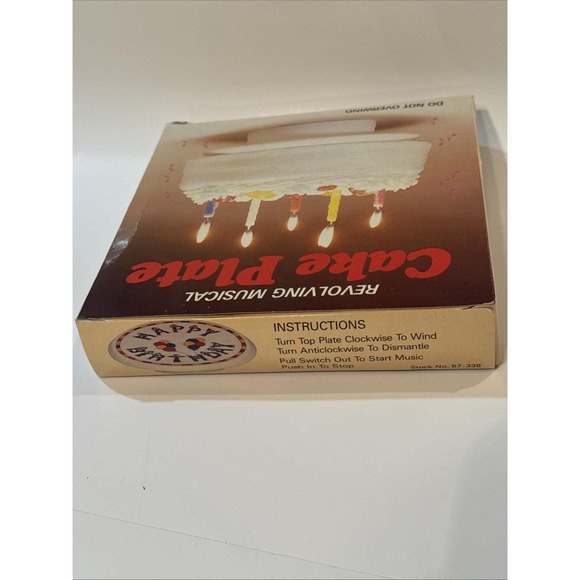 DO NOT OVERWIND
REVOLVING MUSICAL
Cake Plate
HAPPY
BIRTHDAY
INSTRUCTIONS
Turn Top Plate Clockwise To Wind
Turn Anticlockwise To Dismantle
Pull Switch Out To Start Music
Push In To Stop
Stock No. 67-338